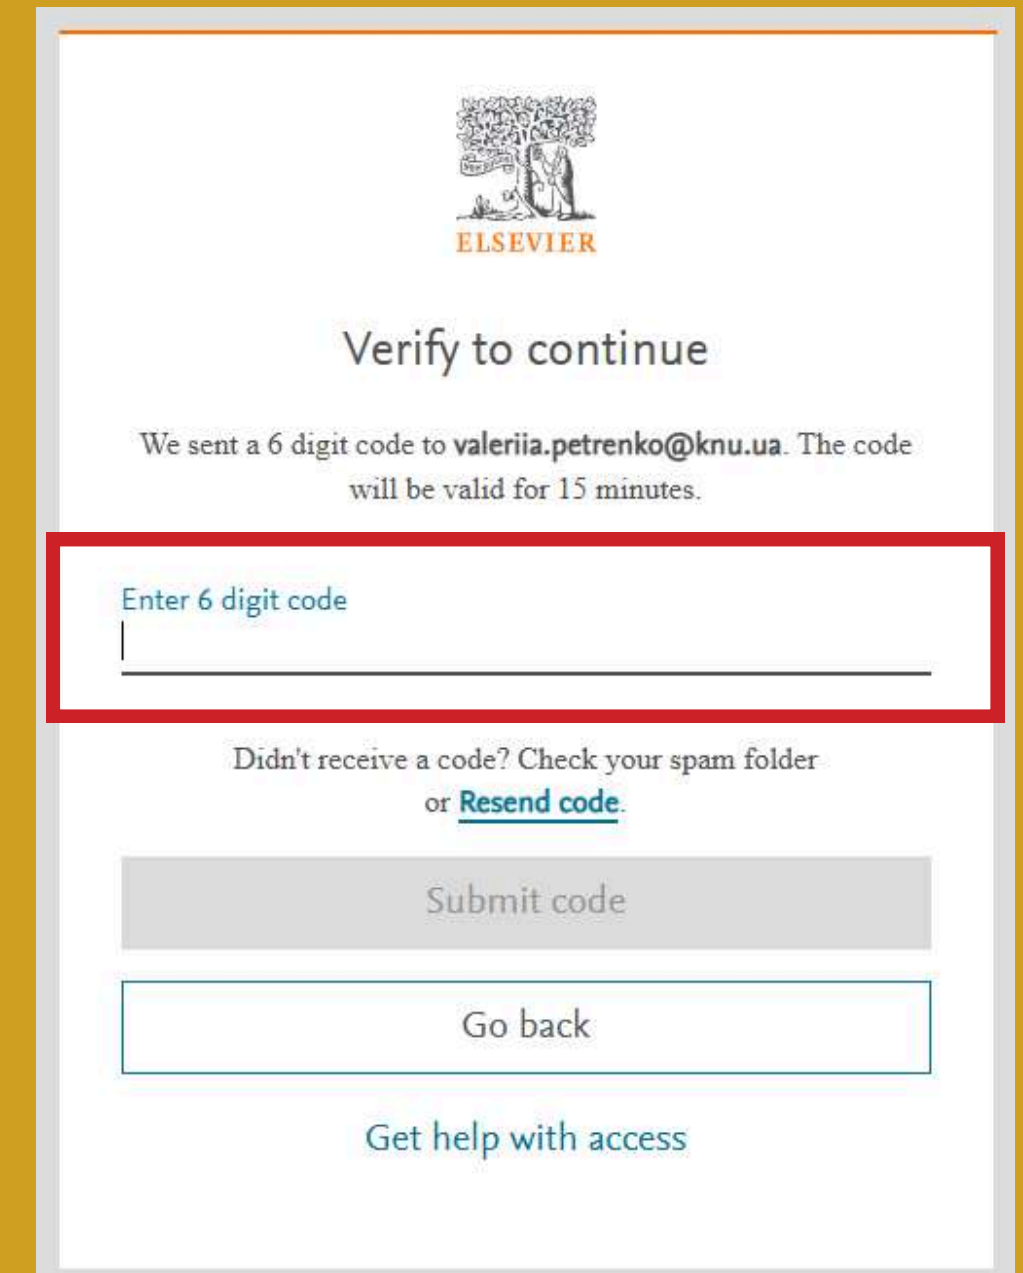 ELSEVIER
Verify to continue
We sent a 6 digit code to valeriia.petrenko@knu.ua. The code
will be valid for 15 minutes.
Enter 6 digit code
Didn't receive a code? Check your spam folder
or Resend code.
Submit code
Go back
Get help with access